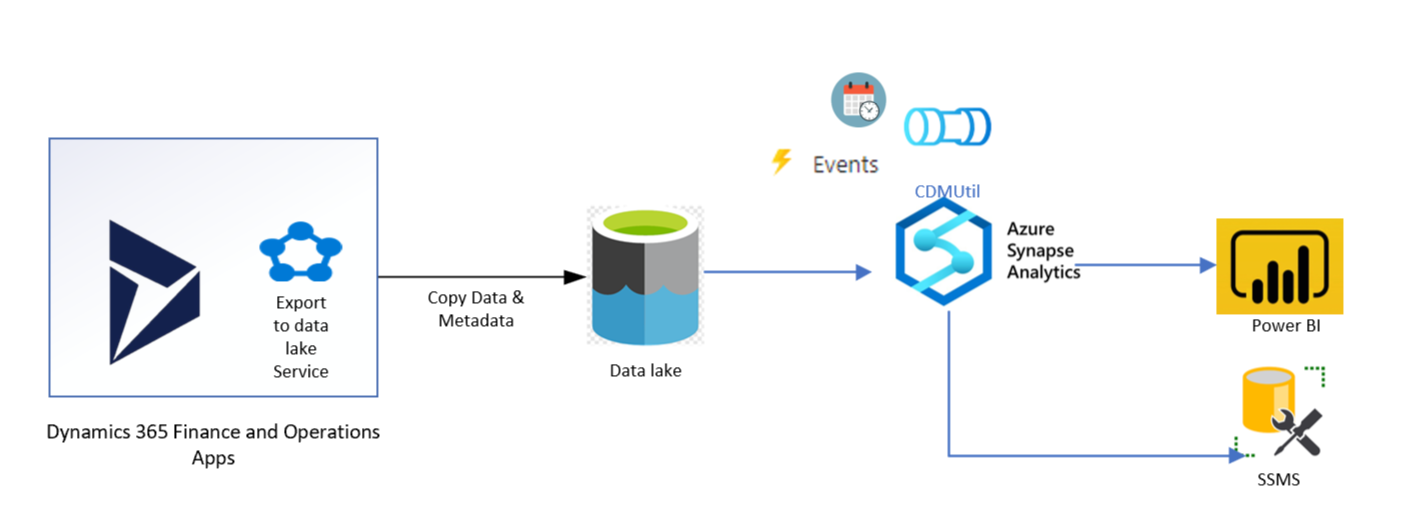 Events
CDMUtil
Azure
Synapse
Analytics
Export
to data
lake
Service
Copy Data &
Metadata
Data lake
Power BI
Dynamics 365 Finance and Operations
Apps
SSMS